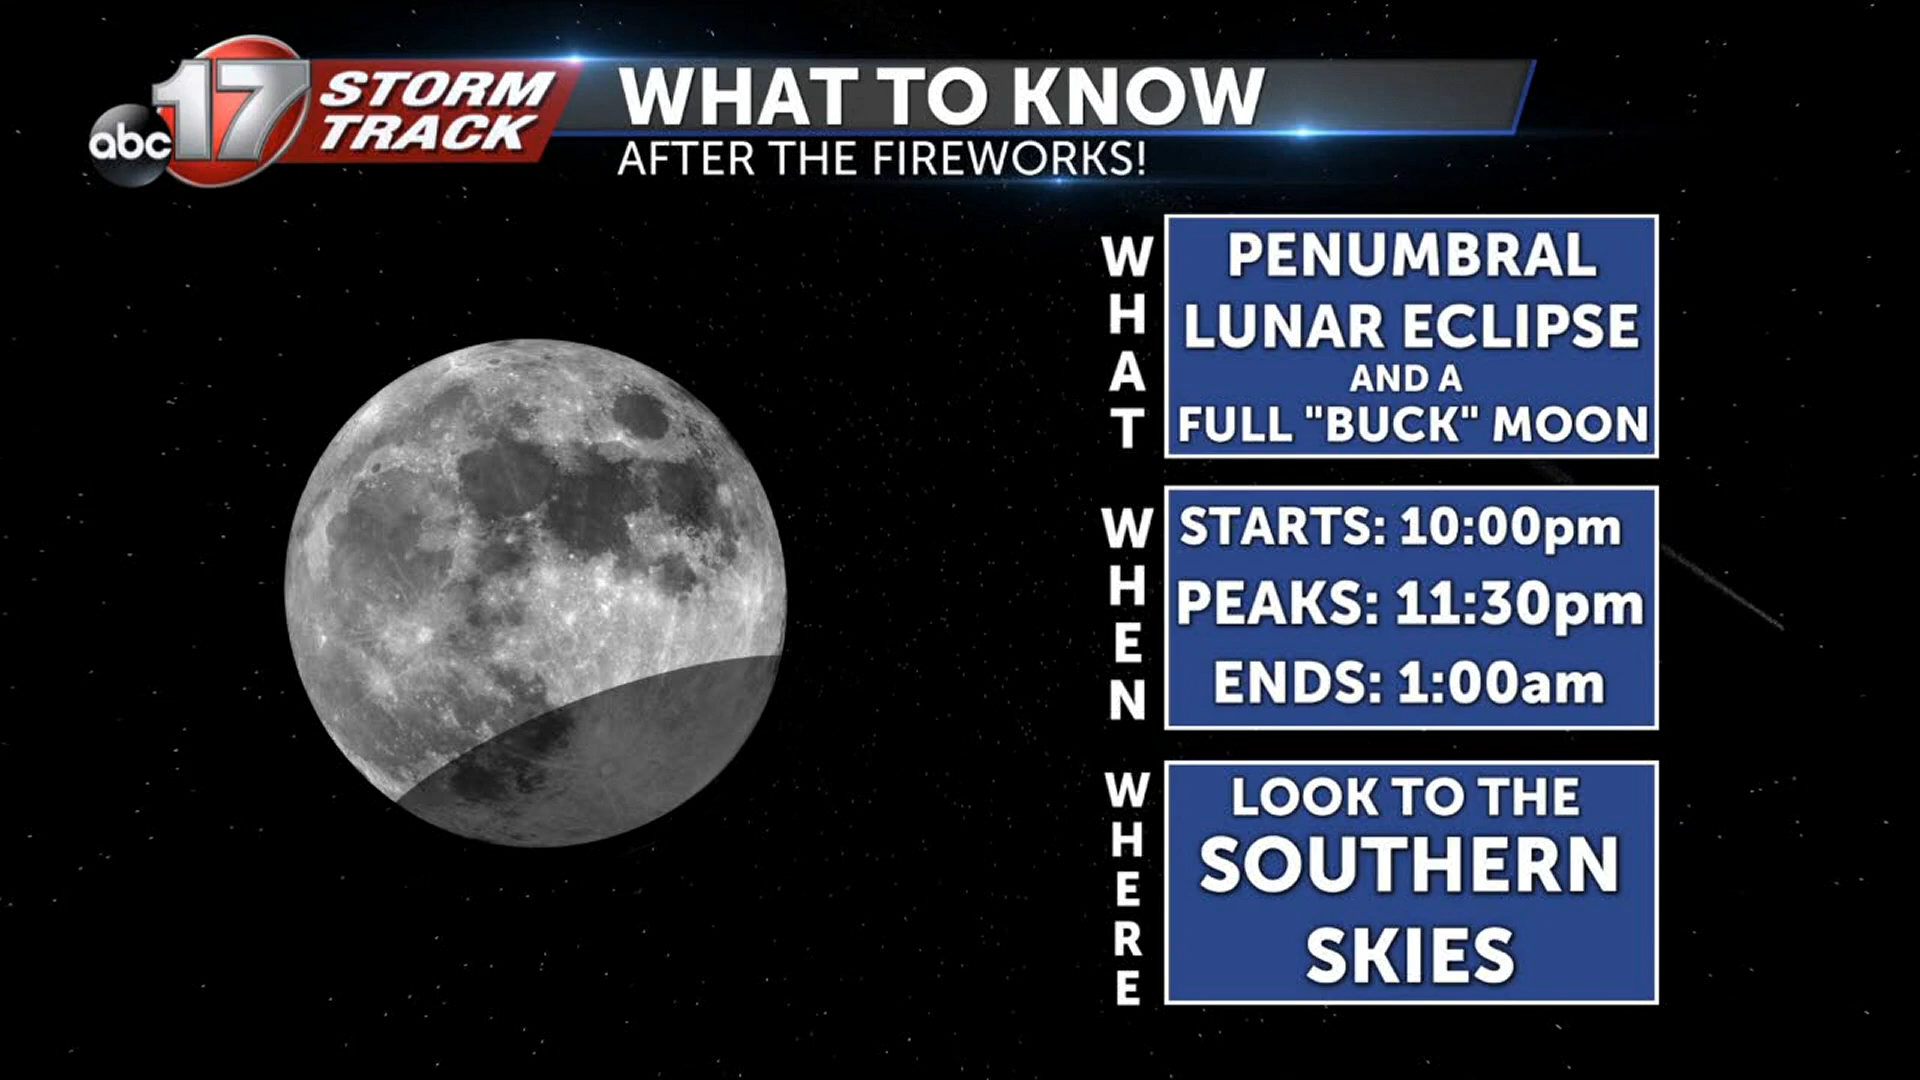 abc 17 STORM TRACK
WHAT TO KNOW
AFTER THE FIREWORKS!
WHAT
PENUMBRAL
LUNAR ECLIPSE
AND A
FULL "BUCK" MOON
WHEN
STARTS: 10:00pm
PEAKS: 11:30pm
ENDS: 1:00am
WHERE
LOOK TO THE
SOUTHERN
SKIES